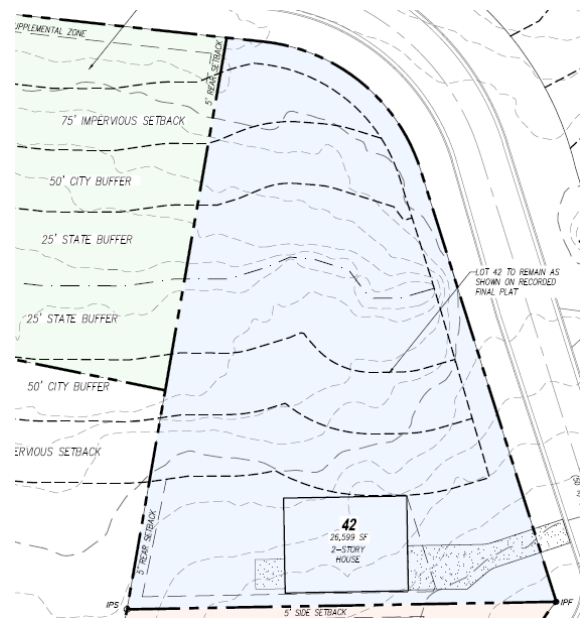 UPPLEMENTAL ZONE
5' REAR SETBACK
75' IMPERVIOUS SETBACK
50' CITY BUFFER
25' STATE BUFFER
LOT 42 TO REMAIN AS
SHOWN ON RECORDED
FINAL PLAT
25' STATE BUFFER
50' CITY BUFFER
ERVIOUS SETBACK
5' REAR SETBACK
42
26,599 SF
2-STORY
HOUSE
IPS
5' SIDE SETBACK
IPF